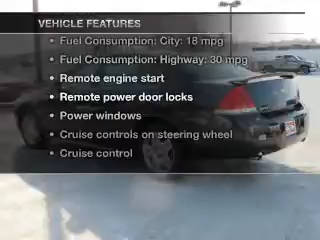 VEHICLE FEATURES
• Fuel Consumption: City: 18 mpg
• Fuel Consumption: Highway: 30 mpg
• Remote engine start
• Remote power door locks
• Power windows
• Cruise controls on steering wheel
• Cruise control